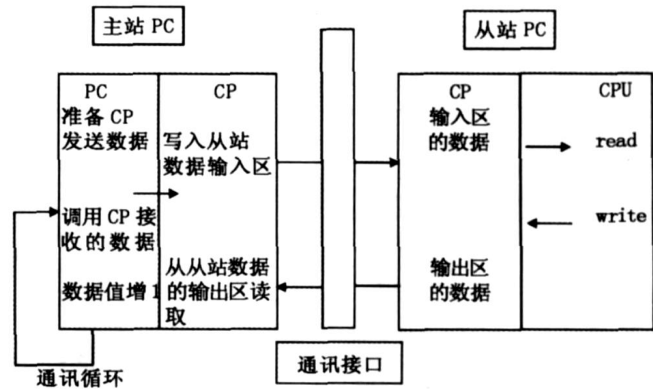 主站 PC
从站 PC
PC
准备 CP
发送数据
调用 CP 接
收的数据
数据值增 1
CP
写入从站
数据输入区
从从站数据
的输出区读
取
CP
输入区
的数据
输出区
的数据
CPU
read
write
通讯循环
通讯接口